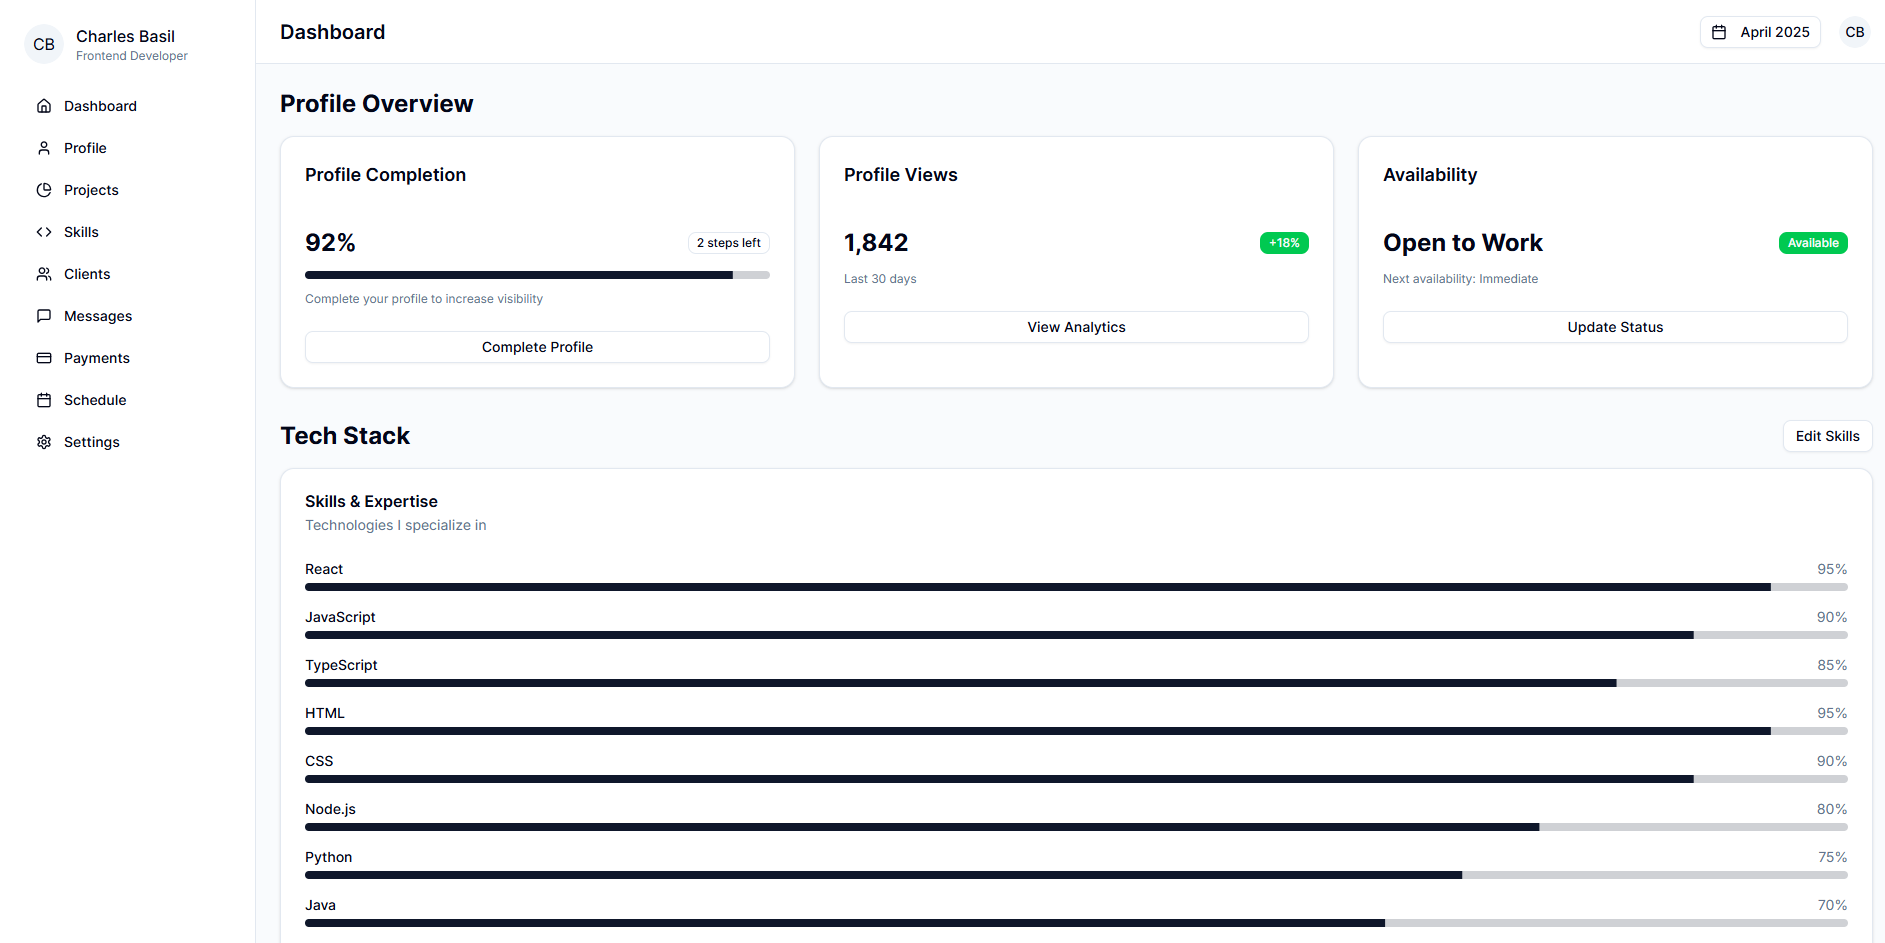 CB
Charles Basil
Frontend Developer
Dashboard
Profile
Projects
Skills
Clients
Messages
Payments
Schedule
Settings
Dashboard
April 2025
CB
Profile Overview
Profile Completion
92%
2 steps left
Complete your profile to increase visibility
Complete Profile
Profile Views
1,842
+18%
Last 30 days
View Analytics
Availability
Open to Work
Available
Next availability: Immediate
Update Status
Tech Stack
Edit Skills
Skills & Expertise
Technologies I specialize in
React 95%
JavaScript 90%
TypeScript 85%
HTML 95%
CSS 90%
Node.js 80%
Python 75%
Java 70%